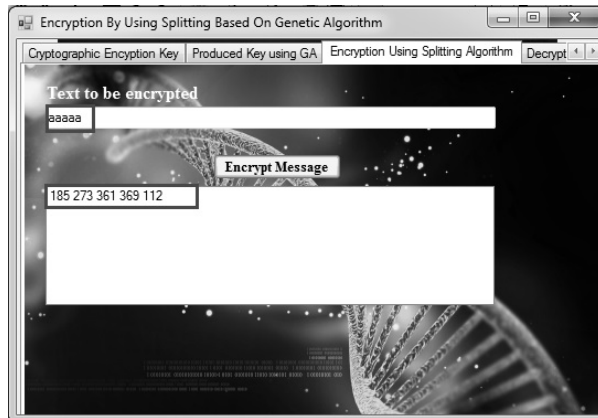 Encryption By Using Splitting Based On Genetic Algorithm
Cryptographic Encyption Key Produced Key using GA Encryption Using Splitting Algorithm Decrypt
Text to be encrypted
aaaaa
Encrypt Message
185 273 361 369 112